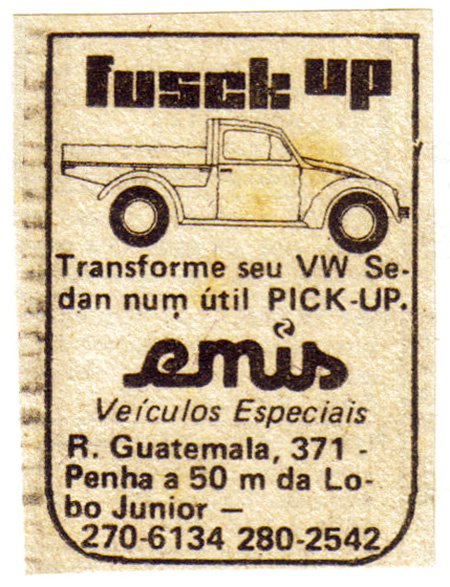 fusck up
Transforme seu VW Se-
dan num útil PICK-UP.
emis
Veículos Especiais
R. Guatemala, 371 -
Penha a 50 m da Lo-
bo Junior —
270-6134 280-2542